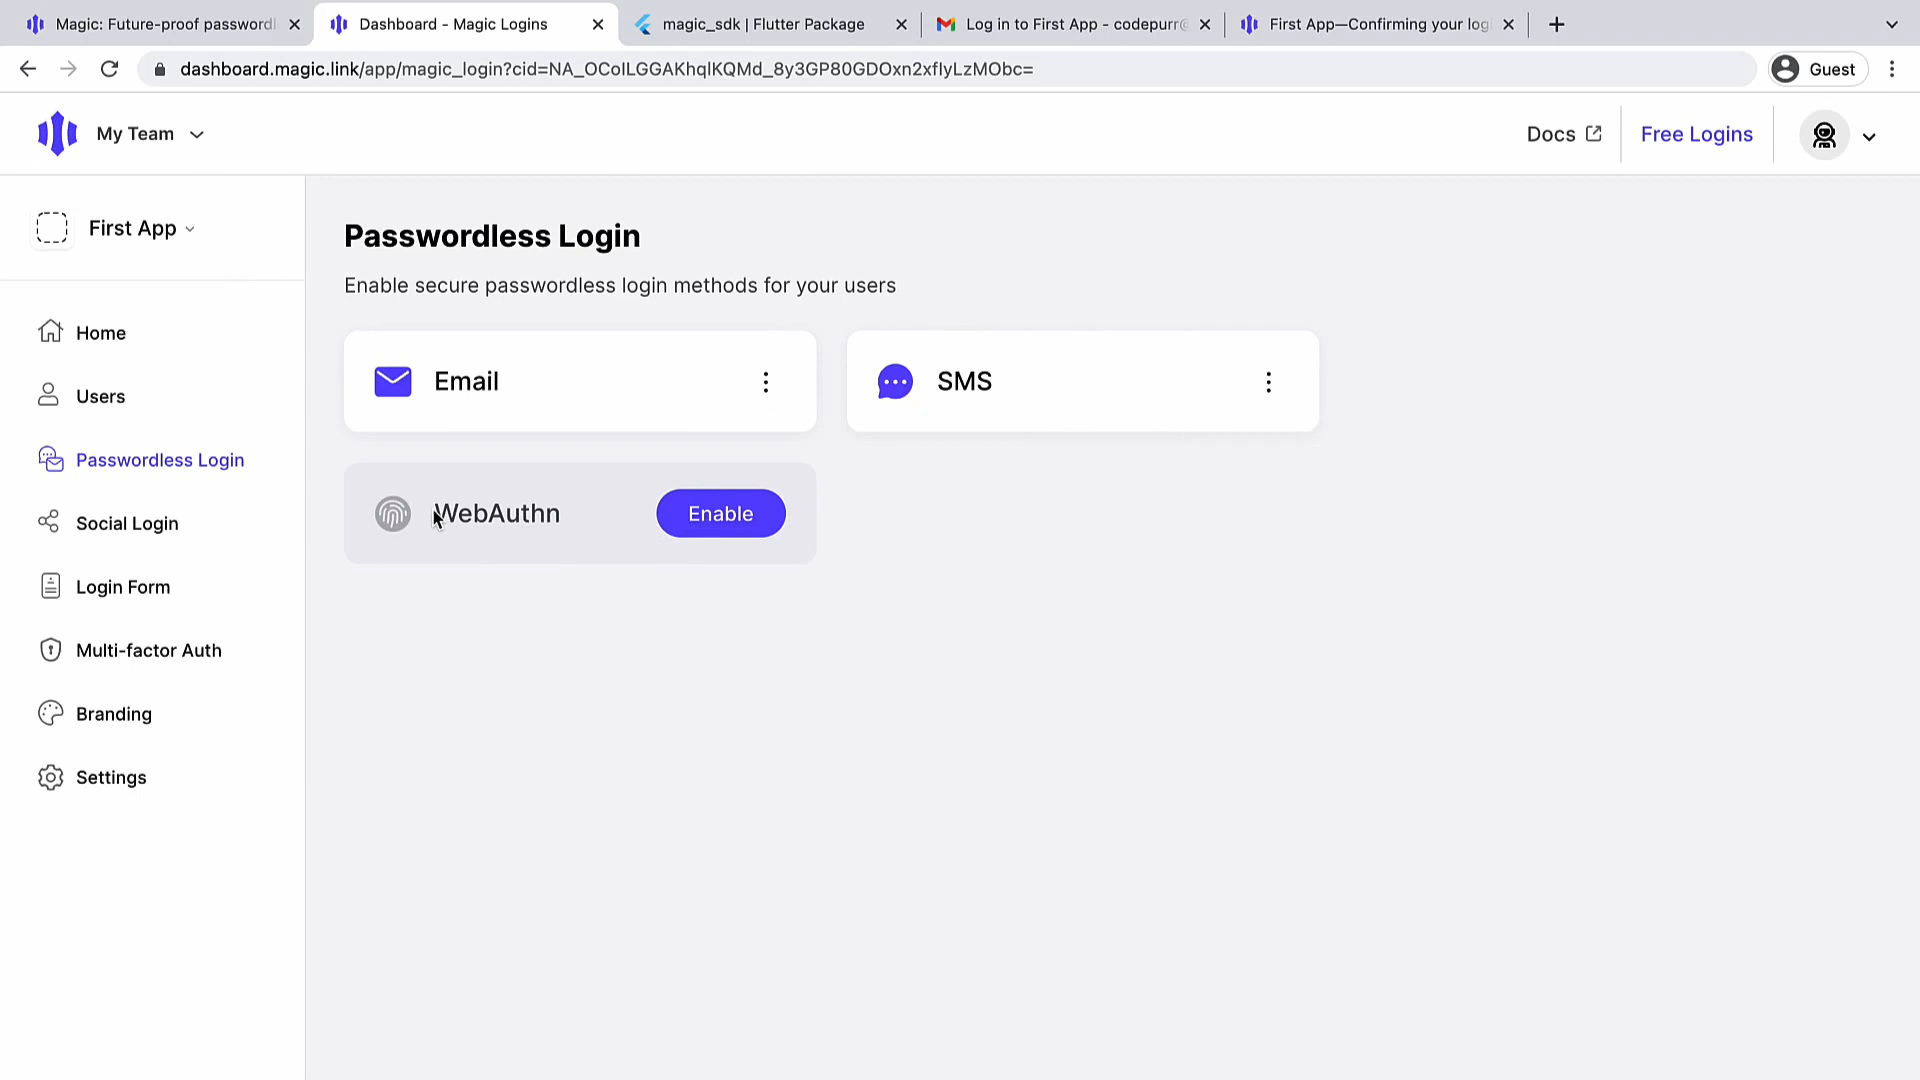 Magic: Future-proof passwordl
Dashboard - Magic Logins
magic_sdk | Flutter Package
Log in to First App - codepurr@
First App—Confirming your log
dashboard.magic.link/app/magic_login?cid=NA_OCoILGGAKhqlKQMd_8y3GP80GDOxn2xflyLzMObc=
Guest
My Team
Docs
Free Logins
First App
Home
Users
Passwordless Login
Social Login
Login Form
Multi-factor Auth
Branding
Settings
Passwordless Login
Enable secure passwordless login methods for your users
Email
SMS
WebAuthn
Enable